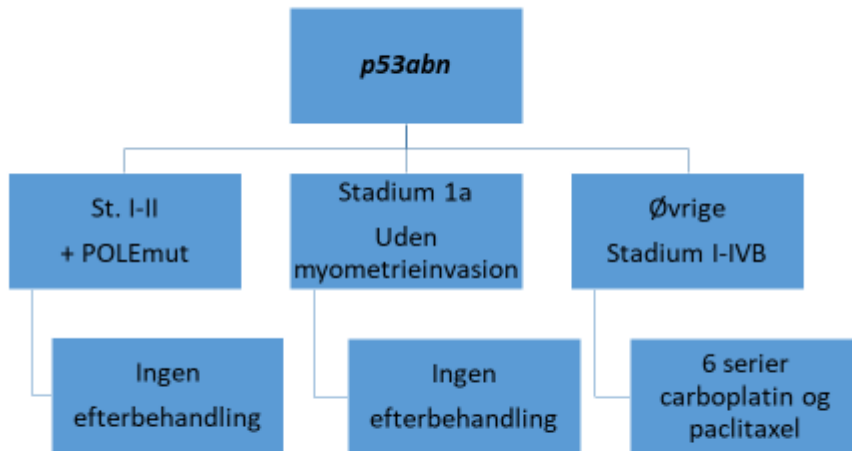 p53abn
St. I-II
+ POLEmut
Stadium 1a
Uden
myometrieinvasion
Øvrige
Stadium I-IVB
Ingen
efterbehandling
Ingen
efterbehandling
6 serier
carboplatin og
paclitaxel